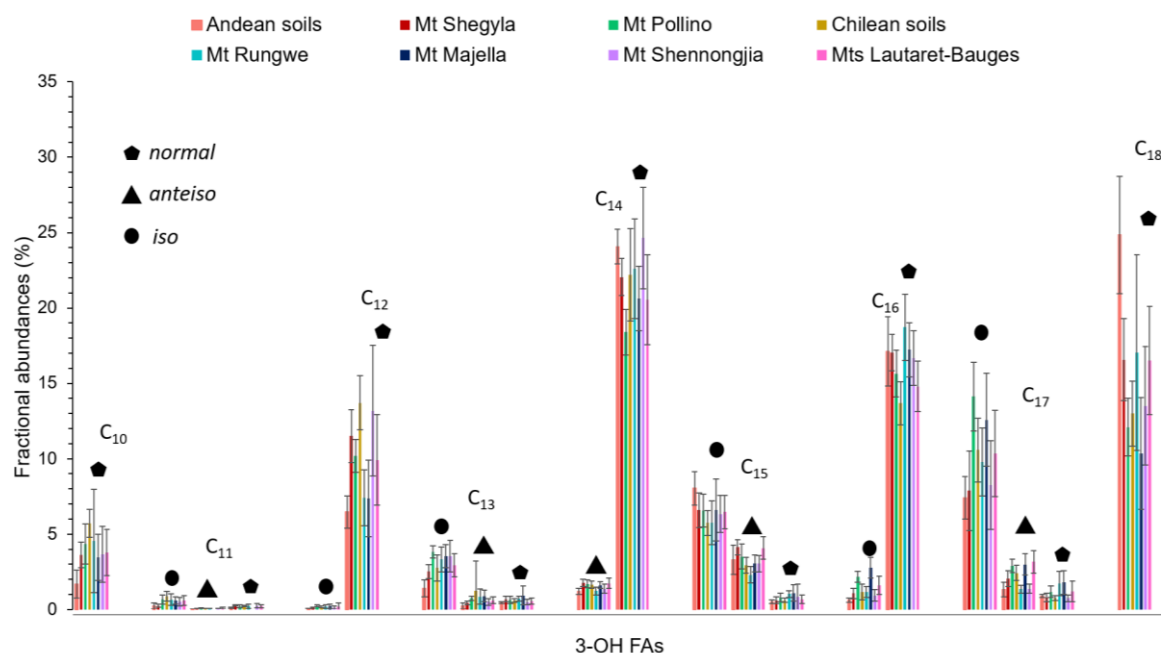 Andean soils Mt Shegyla Mt Pollino Chilean soils
Mt Rungwe Mt Majella Mt Shennongjia Mts Lautaret-Bauges
35
30
25
20
15
10
5
0
Fractional abundances (%)
normal
anteiso
iso
C10
C11
C12
C13
C14
C15
C16
C17
C18
3-OH FAs